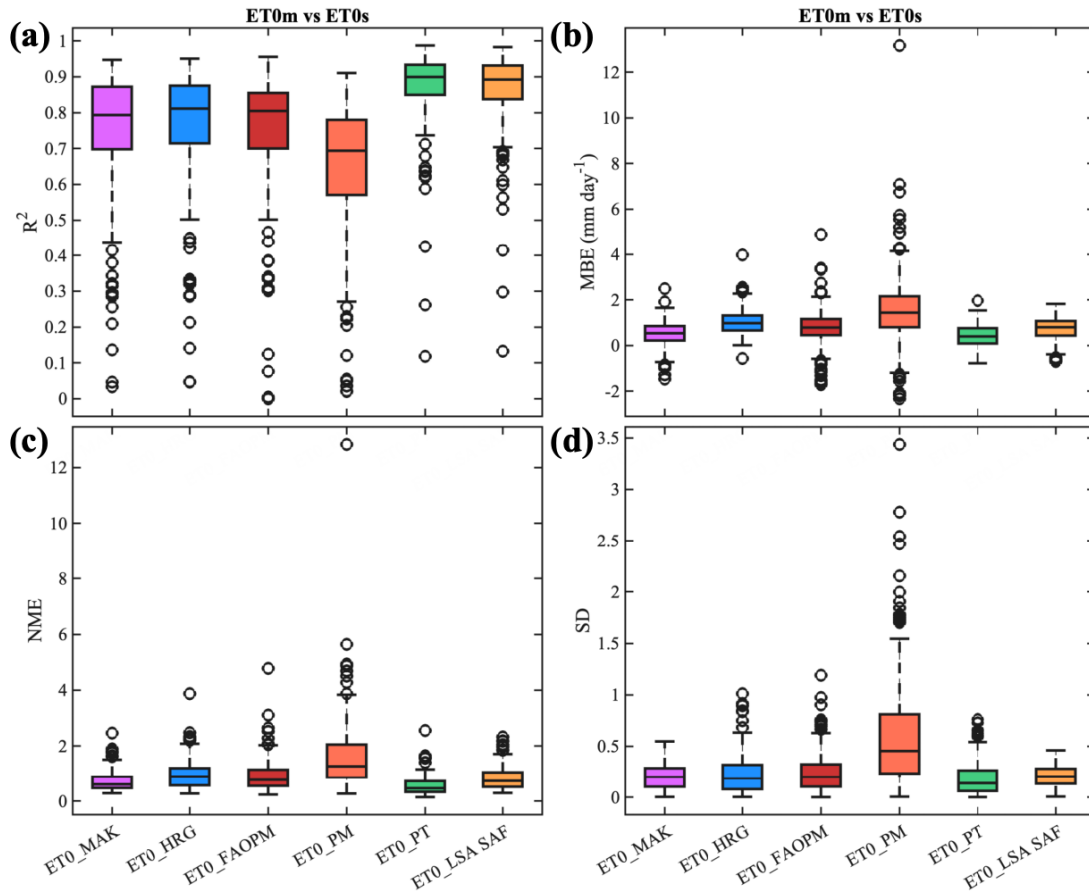 ET0m vs ET0s
ET0m vs ET0s
(a)
(b)
1
0.9
0.8
0.7
0.6
0.5
0.4
0.3
0.2
0.1
0
R²
12
10
8
6
4
2
0
-2
MBE (mm day⁻¹)
(c)
(d)
12
10
8
6
4
2
0
NME
3.5
3
2.5
2
1.5
1
0.5
0
SD
ET0_MAK
ET0_HRG
ET0_FAOPM
ET0_PM
ET0_PT
ET0_LSA SAF
ET0_MAK
ET0_HRG
ET0_FAOPM
ET0_PM
ET0_PT
ET0_LSA SAF